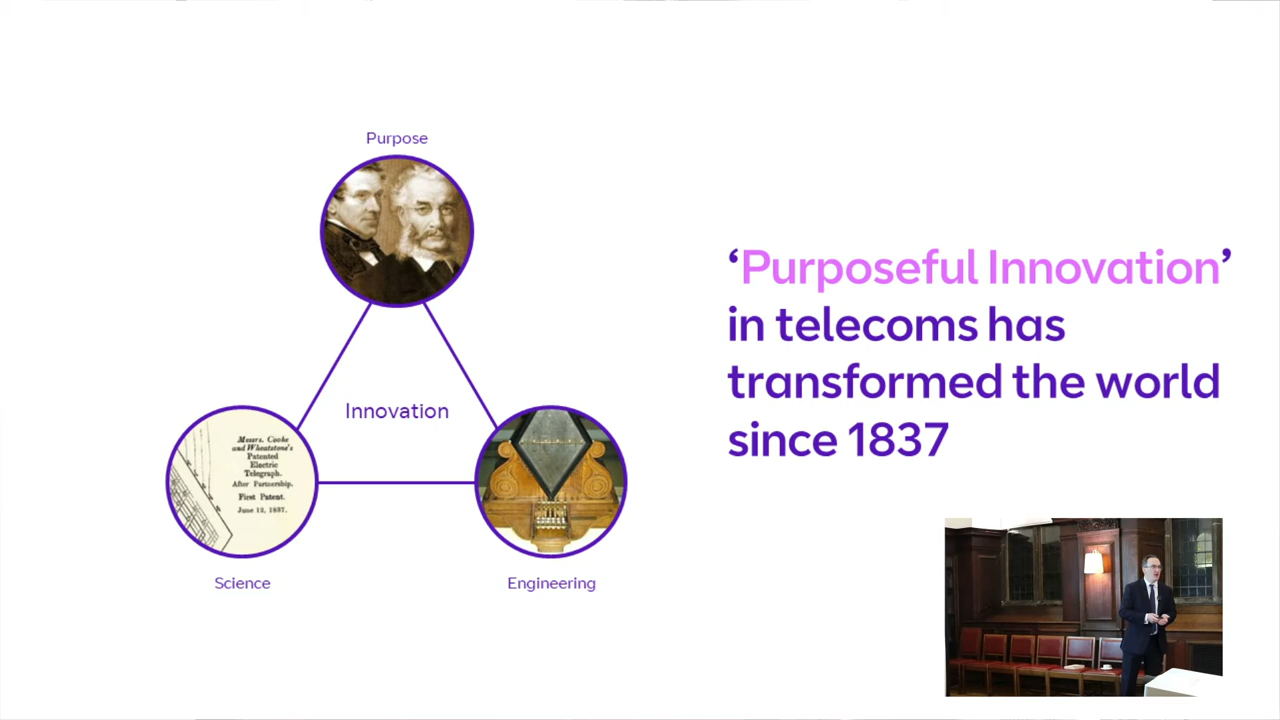 Purpose
Innovation
Messrs. Cooke
and Wheatstone's
Patented
Electric
Telegraph.
After Partnership.
First Patent.
June 12, 1837.
Science
Engineering
‘Purposeful Innovation’
in telecoms has
transformed the world
since 1837